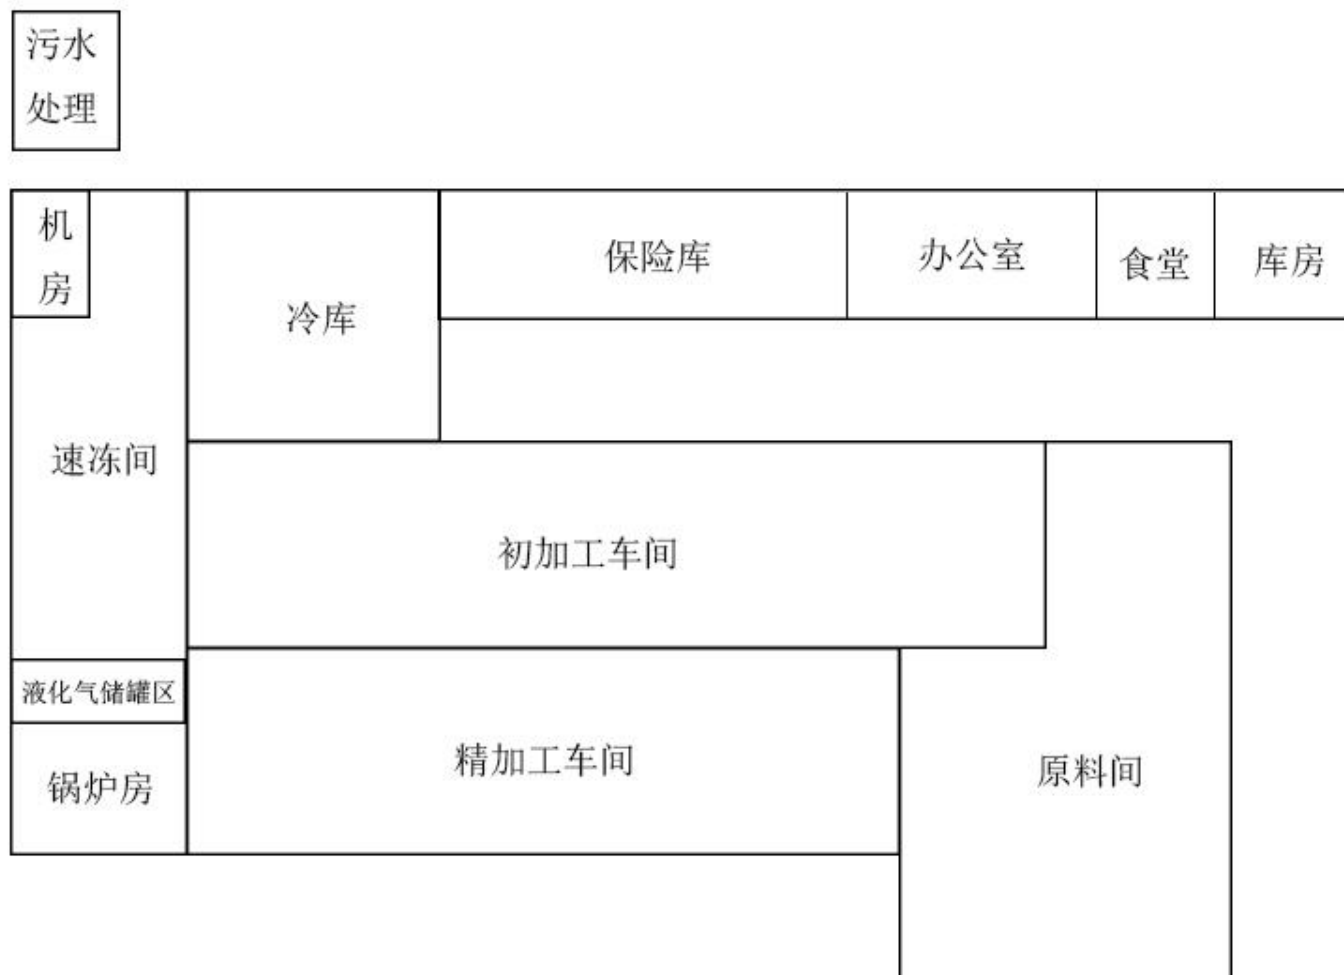 污水
处理
机
房
保险库
办公室
食堂
库房
冷库
速冻间
初加工车间
液化气储罐区
锅炉房
精加工车间
原料间